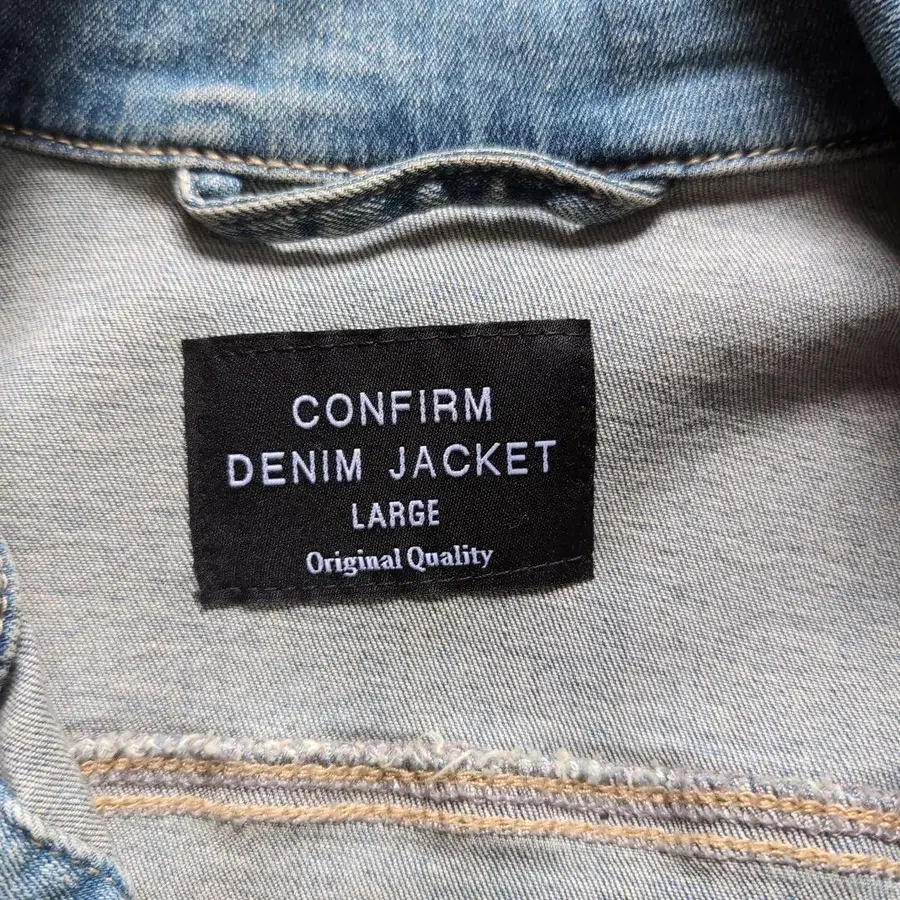 CONFIRM
DENIM JACKET
LARGE
Original Quality